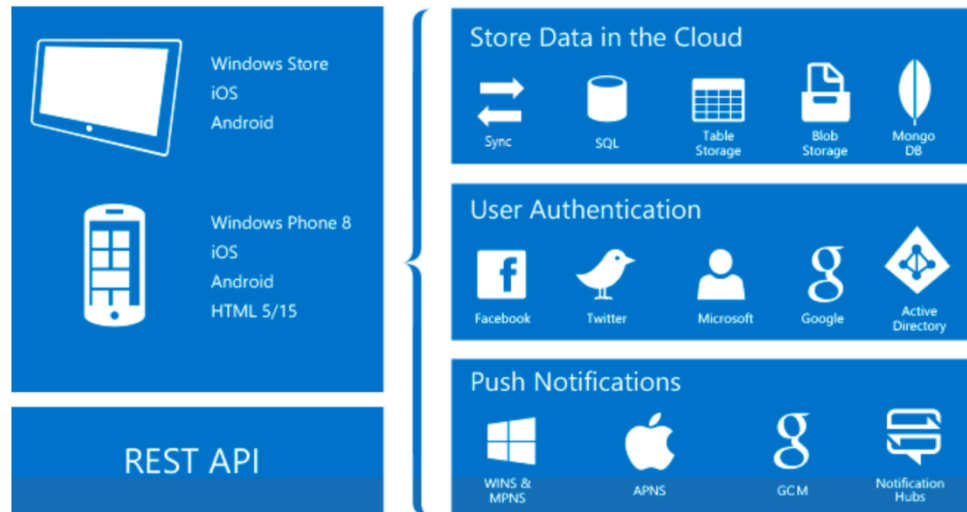 Windows Store
iOS
Android
Windows Phone 8
iOS
Android
HTML 5/15
REST API
Store Data in the Cloud
Sync
SQL
Table
Storage
Blob
Storage
Mongo
DB
User Authentication
Facebook
Twitter
Microsoft
Google
Active
Directory
Push Notifications
WINS &
MPNS
APNS
GCM
Notification
Hubs